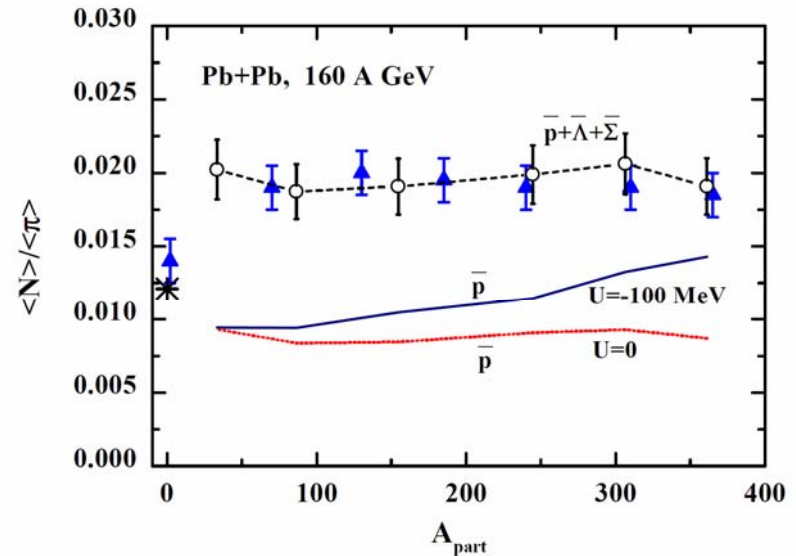 0.030
0.025
0.020
0.015
0.010
0.005
0.000
<N>/<π>
Pb+Pb, 160 A GeV
p̅+Λ̅+Σ̅
p̅
U=-100 MeV
p̅
U=0
0
100
200
300
400
A_part